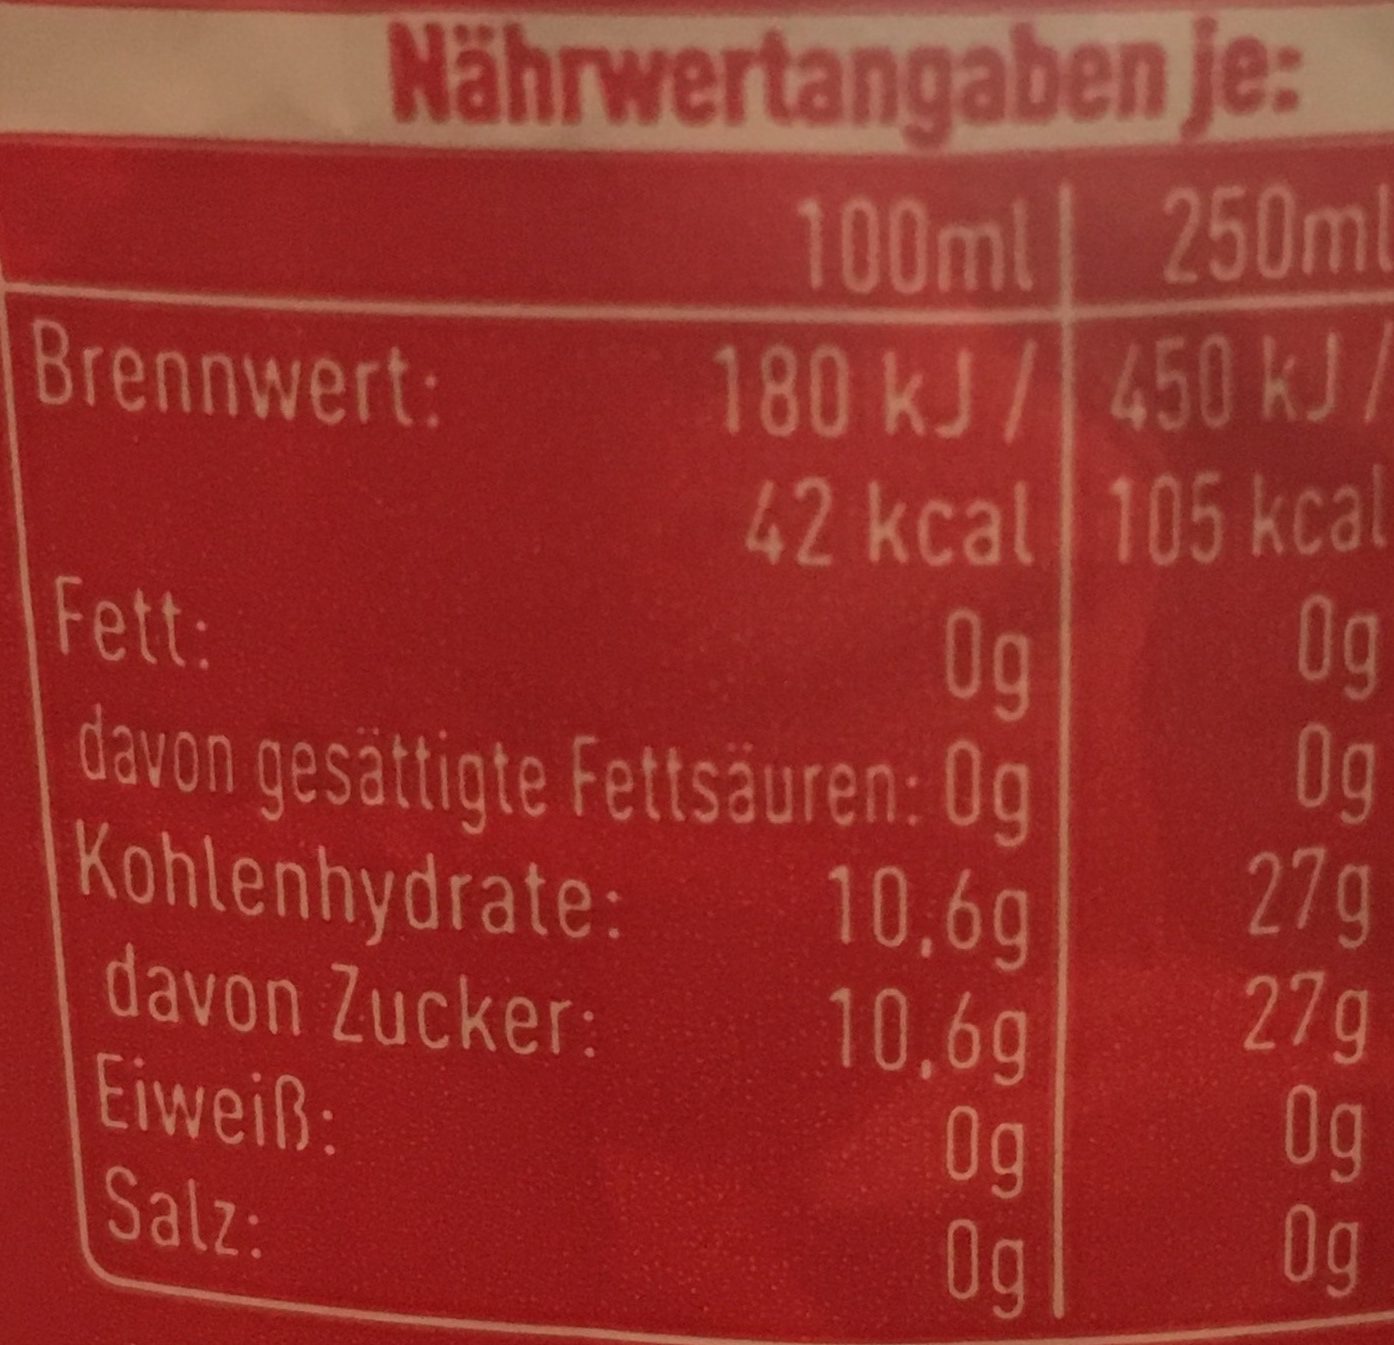 Nährwertangaben je:
100ml 250ml
Brennwert: 180 kJ / 450 kJ /
42 kcal 105 kcal
Fett: 0g 0g
davon gesättigte Fettsäuren: 0g 0g
Kohlenhydrate: 10,6g 27g
davon Zucker: 10,6g 27g
Eiweiß: 0g 0g
Salz: 0g 0g